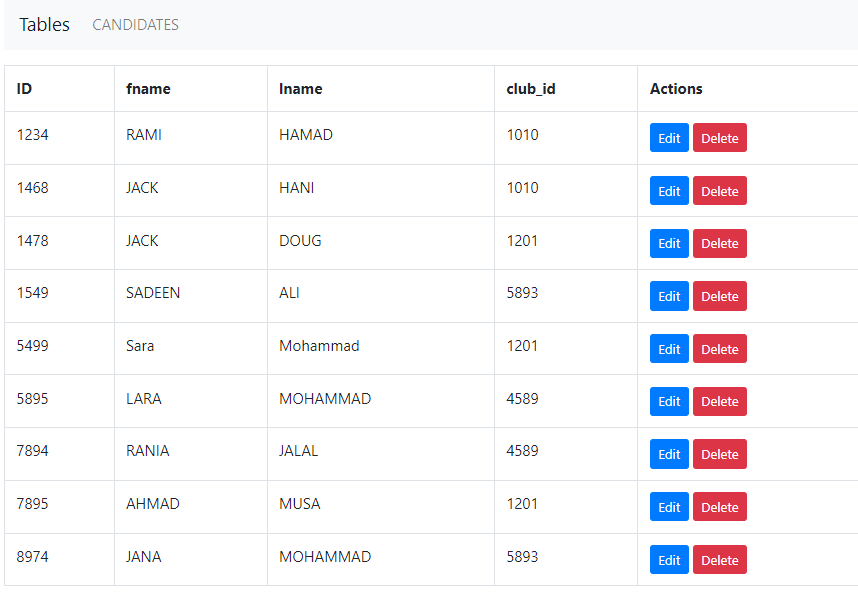 Tables CANDIDATES
ID fname lname club_id Actions
1234 RAMI HAMAD 1010 Edit Delete
1468 JACK HANI 1010 Edit Delete
1478 JACK DOUG 1201 Edit Delete
1549 SADEEN ALI 5893 Edit Delete
5499 Sara Mohammad 1201 Edit Delete
5895 LARA MOHAMMAD 4589 Edit Delete
7894 RANIA JALAL 4589 Edit Delete
7895 AHMAD MUSA 1201 Edit Delete
8974 JANA MOHAMMAD 5893 Edit Delete